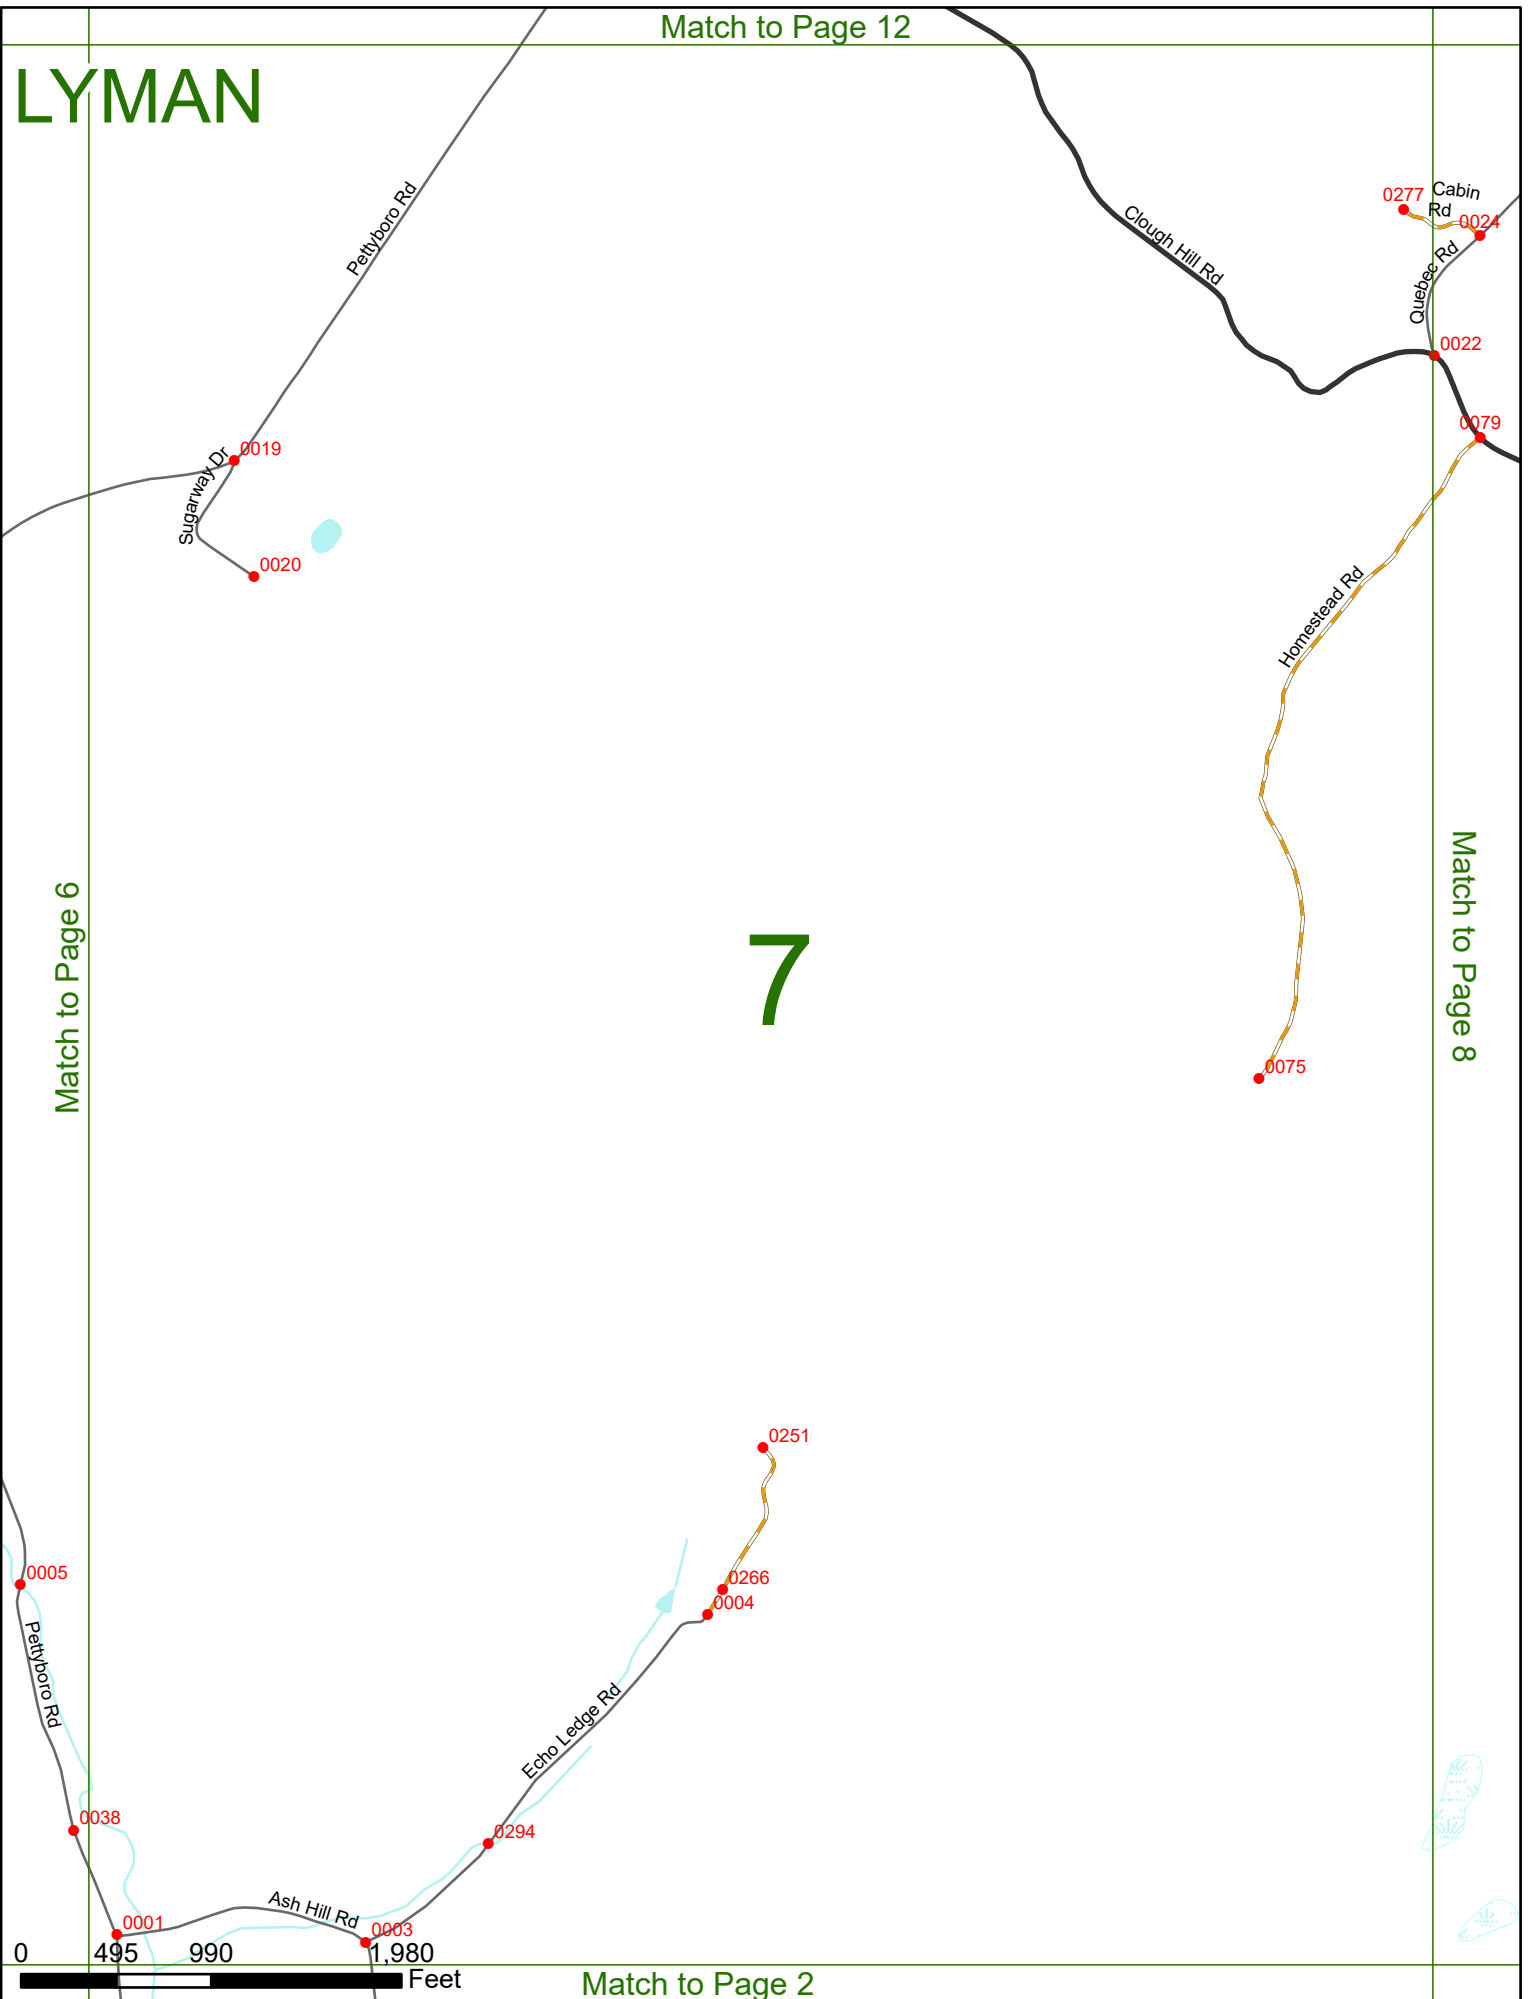 Match to Page 12
LYMAN
Pettyboro Rd
Clough Hill Rd
0277
Cabin
Rd
0024
Quebec Rd
0022
0079
0019
Sugarway Dr
0020
Homestead Rd
Match to Page 6
7
Match to Page 8
0075
0251
0005
0266
0004
Pettyboro Rd
Echo Ledge Rd
0038
0294
Ash Hill Rd
0001
0003
0 495 990 1,980
Feet
Match to Page 2